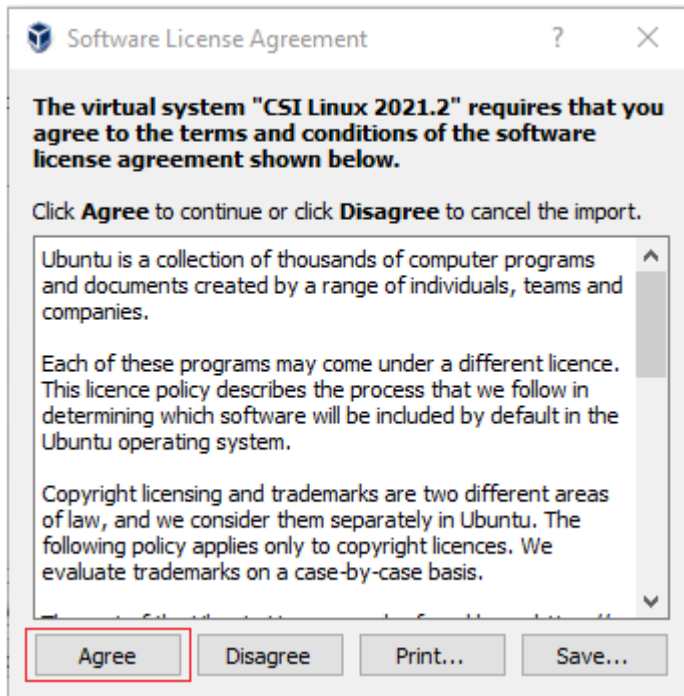 Software License Agreement ?
The virtual system "CSI Linux 2021.2" requires that you
agree to the terms and conditions of the software
license agreement shown below.
Click Agree to continue or click Disagree to cancel the import.
Ubuntu is a collection of thousands of computer programs
and documents created by a range of individuals, teams and
companies.
Each of these programs may come under a different licence.
This licence policy describes the process that we follow in
determining which software will be included by default in the
Ubuntu operating system.
Copyright licensing and trademarks are two different areas
of law, and we consider them separately in Ubuntu. The
following policy applies only to copyright licences. We
evaluate trademarks on a case-by-case basis.
Agree Disagree Print... Save...